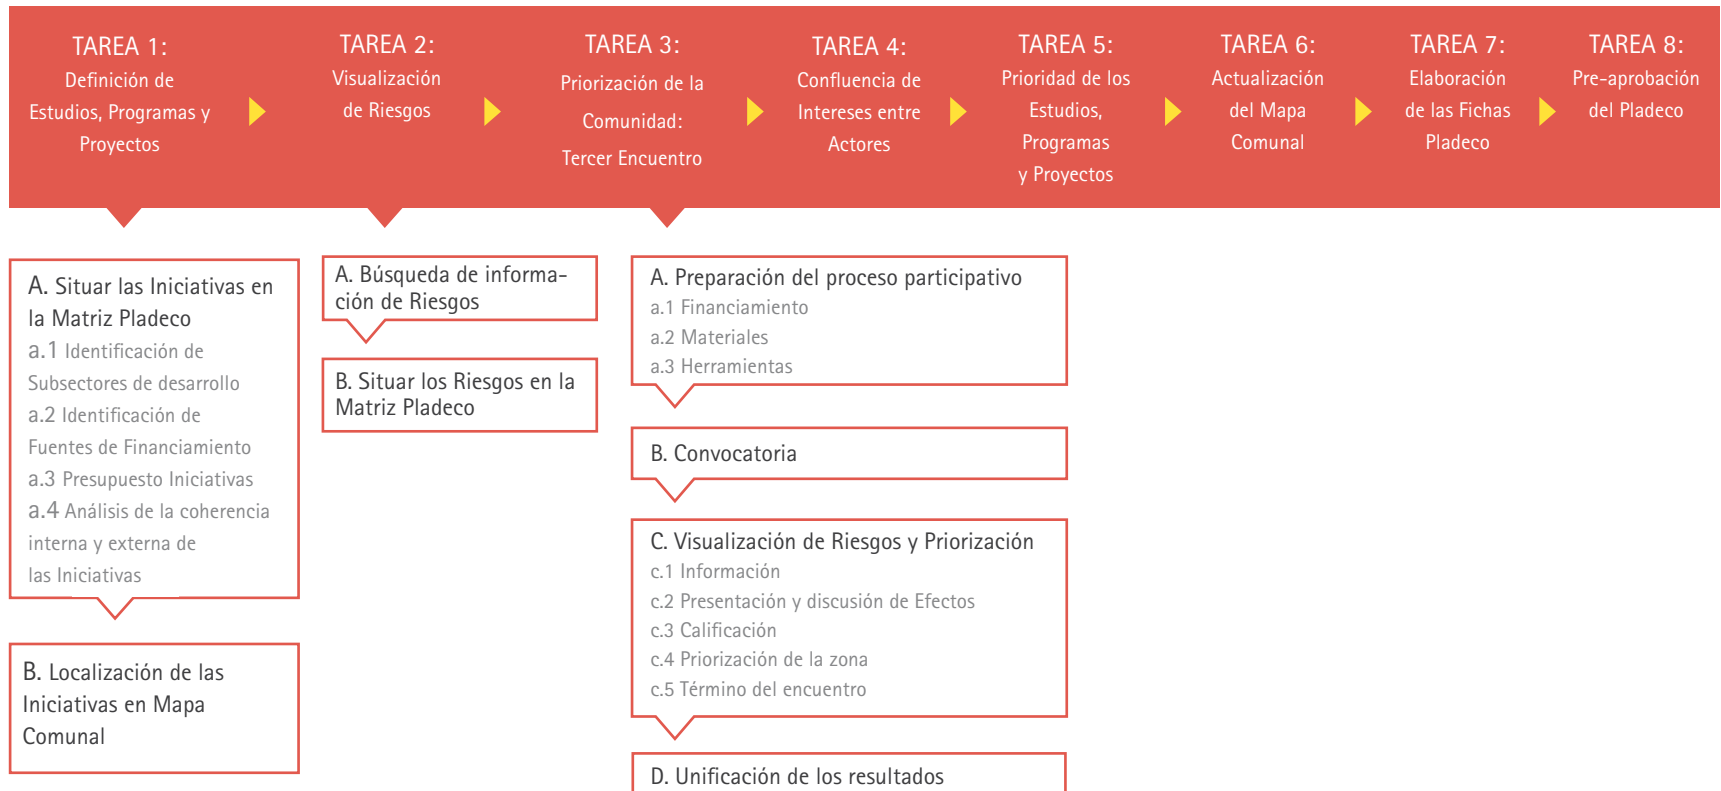 TAREA 1:
Definición de
Estudios, Programas y
Proyectos
TAREA 2:
Visualización
de Riesgos
TAREA 3:
Priorización de la
Comunidad:
Tercer Encuentro
TAREA 4:
Confluencia de
Intereses entre
Actores
TAREA 5:
Prioridad de los
Estudios,
Programas
y Proyectos
TAREA 6:
Actualización
del Mapa
Comunal
TAREA 7:
Elaboración
de las Fichas
Pladeco
TAREA 8:
Pre-aprobación
del Pladeco
A. Situar las Iniciativas en
la Matriz Pladeco
a.1 Identificación de
Subsectores de desarrollo
a.2 Identificación de
Fuentes de Financiamiento
a.3 Presupuesto Iniciativas
a.4 Análisis de la coherencia
interna y externa de
las Iniciativas
B. Localización de las
Iniciativas en Mapa
Comunal
A. Búsqueda de informa-
ción de Riesgos
B. Situar los Riesgos en la
Matriz Pladeco
A. Preparación del proceso participativo
a.1 Financiamiento
a.2 Materiales
a.3 Herramientas
B. Convocatoria
C. Visualización de Riesgos y Priorización
c.1 Información
c.2 Presentación y discusión de Efectos
c.3 Calificación
c.4 Priorización de la zona
c.5 Término del encuentro
D. Unificación de los resultados